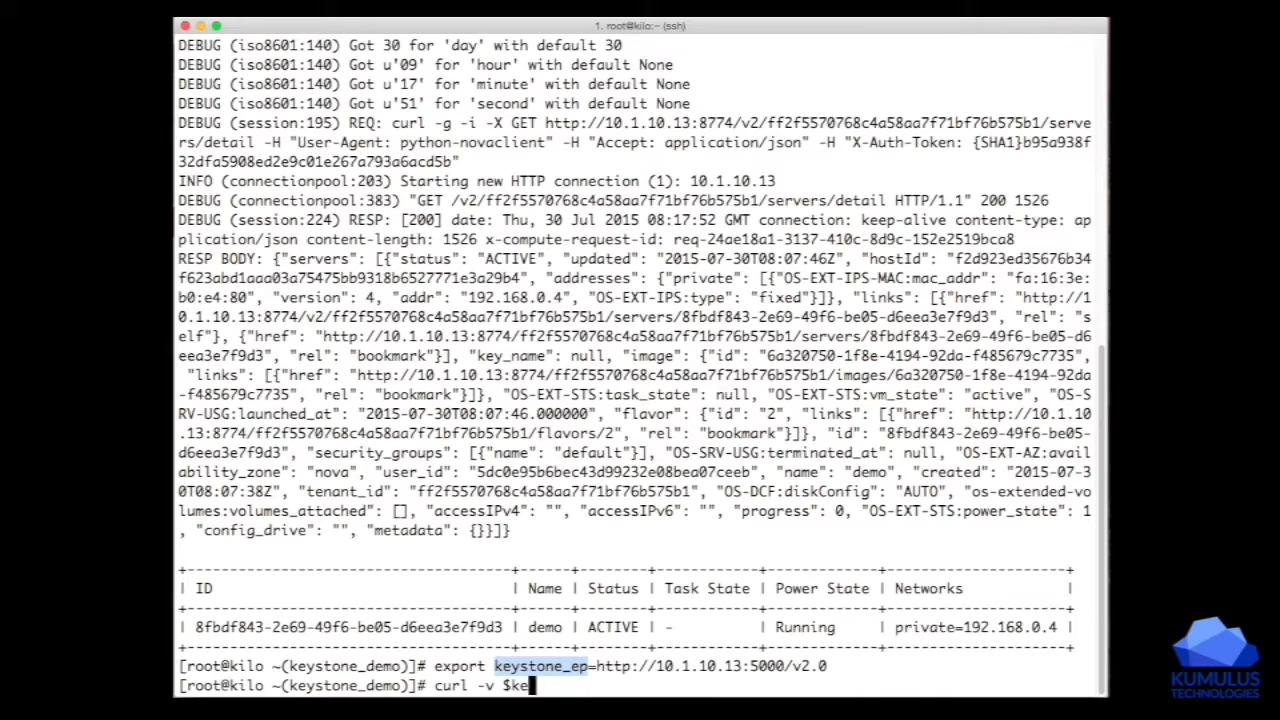 1. root@kilo:~ (ssh)
DEBUG (iso8601:140) Got 30 for 'day' with default 30
DEBUG (iso8601:140) Got u'09' for 'hour' with default None
DEBUG (iso8601:140) Got u'17' for 'minute' with default None
DEBUG (iso8601:140) Got u'51' for 'second' with default None
DEBUG (session:195) REQ: curl -g -i -X GET http://10.1.10.13:8774/v2/ff2f5570768c4a58aa7f71bf76b575b1/serve
rs/detail -H "User-Agent: python-novaclient" -H "Accept: application/json" -H "X-Auth-Token: {SHA1}b95a938f
32dfa5908ed2e9c01e267a793a6acd5b"
INFO (connectionpool:203) Starting new HTTP connection (1): 10.1.10.13
DEBUG (connectionpool:383) "GET /v2/ff2f5570768c4a58aa7f71bf76b575b1/servers/detail HTTP/1.1" 200 1526
DEBUG (session:224) RESP: [200] date: Thu, 30 Jul 2015 08:17:52 GMT connection: keep-alive content-type: ap
plication/json content-length: 1526 x-compute-request-id: req-24ae18a1-3137-410c-8d9c-152e2519bca8
RESP BODY: {"servers": [{"status": "ACTIVE", "updated": "2015-07-30T08:07:46Z", "hostId": "f2d923ed35676b34
f623abd1aaa03a75475bb9318b6527771e3a29b4", "addresses": {"private": [{"OS-EXT-IPS-MAC:mac_addr": "fa:16:3e:
b0:e4:80", "version": 4, "addr": "192.168.0.4", "OS-EXT-IPS:type": "fixed"}]}, "links": [{"href": "http://1
0.1.10.13:8774/v2/ff2f5570768c4a58aa7f71bf76b575b1/servers/8fbdf843-2e69-49f6-be05-d6eea3e7f9d3", "rel": "s
elf"}, {"href": "http://10.1.10.13:8774/ff2f5570768c4a58aa7f71bf76b575b1/servers/8fbdf843-2e69-49f6-be05-d6
eea3e7f9d3", "rel": "bookmark"}], "key_name": null, "image": {"id": "6a320750-1f8e-4194-92da-f485679c7735",
"links": [{"href": "http://10.1.10.13:8774/ff2f5570768c4a58aa7f71bf76b575b1/images/6a320750-1f8e-4194-92da
-f485679c7735", "rel": "bookmark"}]}, "OS-EXT-STS:task_state": null, "OS-EXT-STS:vm_state": "active", "OS-S
RV-USG:launched_at": "2015-07-30T08:07:46.000000", "flavor": {"id": "2", "links": [{"href": "http://10.1.10
.13:8774/ff2f5570768c4a58aa7f71bf76b575b1/flavors/2", "rel": "bookmark"}]}, "id": "8fbdf843-2e69-49f6-be05-
d6eea3e7f9d3", "security_groups": [{"name": "default"}], "OS-SRV-USG:terminated_at": null, "OS-EXT-AZ:avail
ability_zone": "nova", "user_id": "5dc0e95b6bec43d99232e08bea07ceeb", "name": "demo", "created": "2015-07-3
0T08:07:38Z", "tenant_id": "ff2f5570768c4a58aa7f71bf76b575b1", "OS-DCF:diskConfig": "AUTO", "os-extended-vo
lumes:volumes_attached": [], "accessIPv4": "", "accessIPv6": "", "progress": 0, "OS-EXT-STS:power_state": 1
, "config_drive": "", "metadata": {}}]}
+--------------------------------------+------+--------+------------+-------------+---------------------+
| ID | Name | Status | Task State | Power State | Networks |
+--------------------------------------+------+--------+------------+-------------+---------------------+
| 8fbdf843-2e69-49f6-be05-d6eea3e7f9d3 | demo | ACTIVE | - | Running | private=192.168.0.4 |
+--------------------------------------+------+--------+------------+-------------+---------------------+
[root@kilo ~(keystone_demo)]# export keystone_ep=http://10.1.10.13:5000/v2.0
[root@kilo ~(keystone_demo)]# curl -v $ke
KUMULUS
TECHNOLOGIES